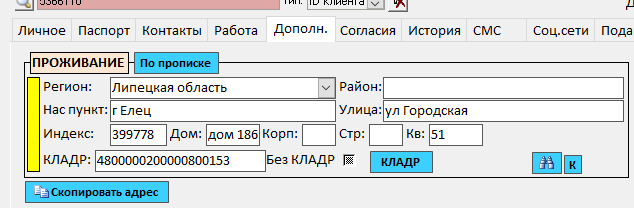 5366110 Тип: ID Клиента
Личное Паспорт Контакты Работа Дополн. Согласия История СМС Соц.сети Пода
ПРОЖИВАНИЕ По прописке
Регион: Липецкая область Район:
Нас пункт: г Елец Улица: ул Городская
Индекс: 399778 Дом: дом 186 Корп: Стр: Кв: 51
КЛАДР: 4800000200000800153 Без КЛАДР КЛАДР К
Скопировать адрес